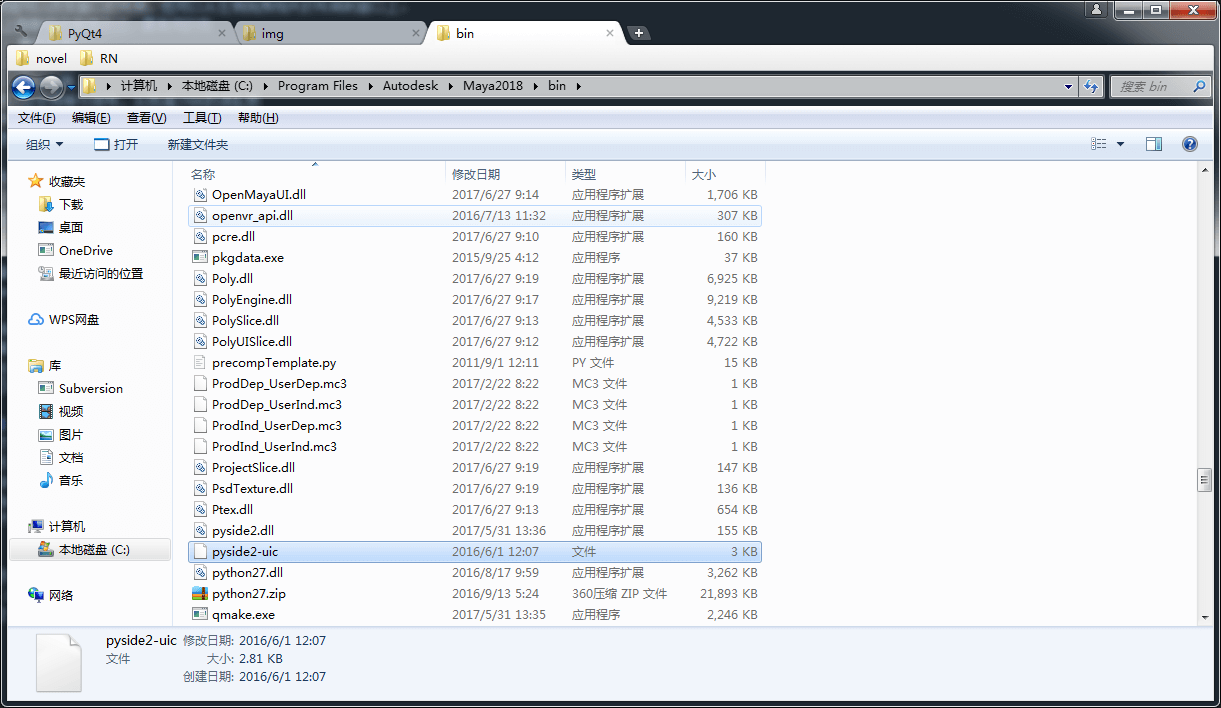 PyQt4
img
bin
novel RN
计算机 本地磁盘 (C:) Program Files Autodesk Maya2018 bin 搜索 bin
文件(F) 编辑(E) 查看(V) 工具(T) 帮助(H)
组织 打开 新建文件夹
收藏夹
下载
桌面
OneDrive
最近访问的位置
WPS网盘
库
Subversion
视频
图片
文档
音乐
计算机
本地磁盘 (C:)
网络
名称 修改日期 类型 大小
OpenMayaUI.dll 2017/6/27 9:14 应用程序扩展 1,706 KB
openvr_api.dll 2016/7/13 11:32 应用程序扩展 307 KB
pcre.dll 2017/6/27 9:10 应用程序扩展 160 KB
pkgdata.exe 2015/9/25 4:12 应用程序 37 KB
Poly.dll 2017/6/27 9:19 应用程序扩展 6,925 KB
PolyEngine.dll 2017/6/27 9:17 应用程序扩展 9,219 KB
PolySlice.dll 2017/6/27 9:13 应用程序扩展 4,533 KB
PolyUISlice.dll 2017/6/27 9:12 应用程序扩展 4,722 KB
precompTemplate.py 2011/9/1 12:11 PY 文件 15 KB
ProdDep_UserDep.mc3 2017/2/22 8:22 MC3 文件 1 KB
ProdDep_UserInd.mc3 2017/2/22 8:22 MC3 文件 1 KB
ProdInd_UserDep.mc3 2017/2/22 8:22 MC3 文件 1 KB
ProdInd_UserInd.mc3 2017/2/22 8:22 MC3 文件 1 KB
ProjectSlice.dll 2017/6/27 9:19 应用程序扩展 147 KB
PsdTexture.dll 2017/6/27 9:19 应用程序扩展 136 KB
Ptex.dll 2017/6/27 9:13 应用程序扩展 654 KB
pyside2.dll 2017/5/31 13:36 应用程序扩展 155 KB
pyside2-uic 2016/6/1 12:07 文件 3 KB
python27.dll 2016/8/17 9:59 应用程序扩展 3,262 KB
python27.zip 2016/9/13 5:24 360压缩 ZIP 文件 21,893 KB
qmake.exe 2017/5/31 13:35 应用程序 2,246 KB
pyside2-uic 修改日期: 2016/6/1 12:07
文件 大小: 2.81 KB
创建日期: 2016/6/1 12:07